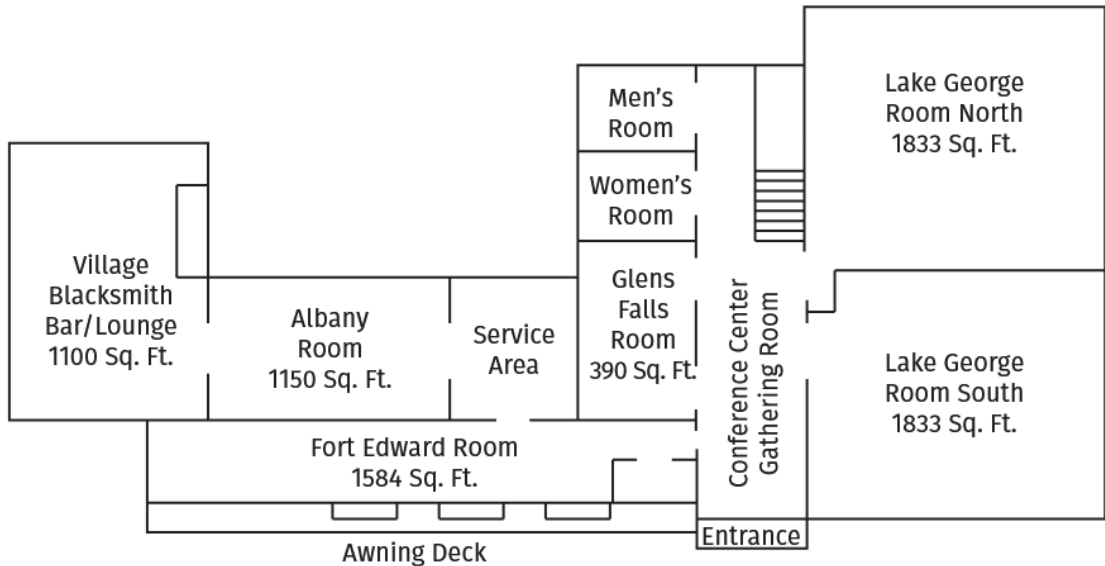 Men's
Room
Lake George
Room North
1833 Sq. Ft.
Women's
Room
Village
Blacksmith
Bar/Lounge
1100 Sq. Ft.
Albany
Room
1150 Sq. Ft.
Service
Area
Glens
Falls
Room
390 Sq. Ft.
Conference Center
Gathering Room
Lake George
Room South
1833 Sq. Ft.
Fort Edward Room
1584 Sq. Ft.
Entrance
Awning Deck